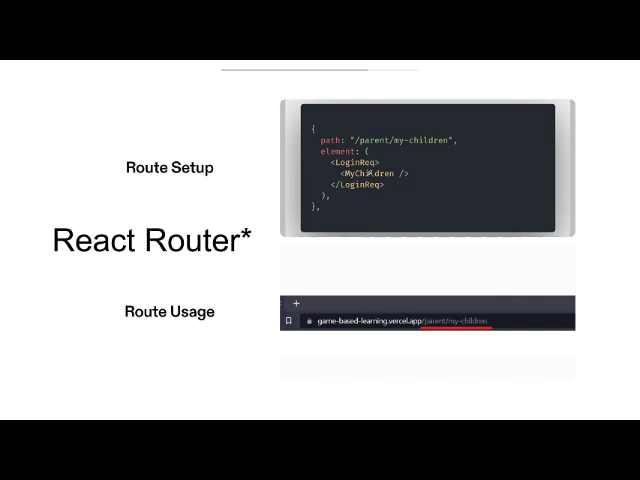 Route Setup
{
path: "/parent/my-children",
element: (
<LoginReq>
<MyChildren />
</LoginReq>
),
},
React Router*
Route Usage
+
game-based-learning.vercel.app/parent/my-children